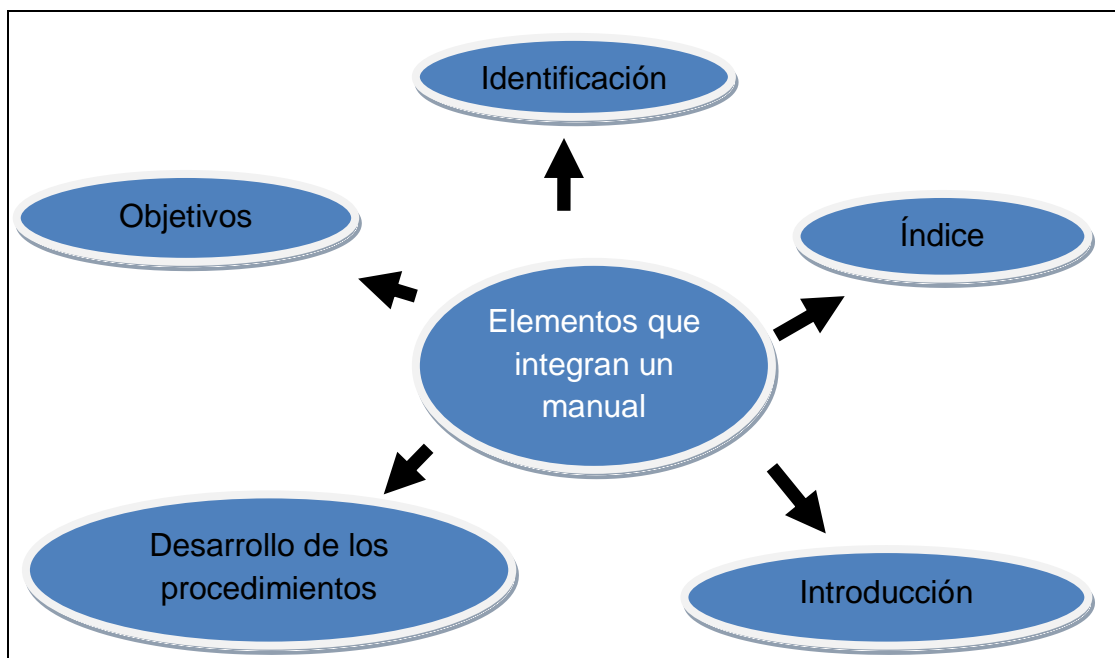 Identificación
Objetivos
Índice
Elementos que
integran un
manual
Desarrollo de los
procedimientos
Introducción